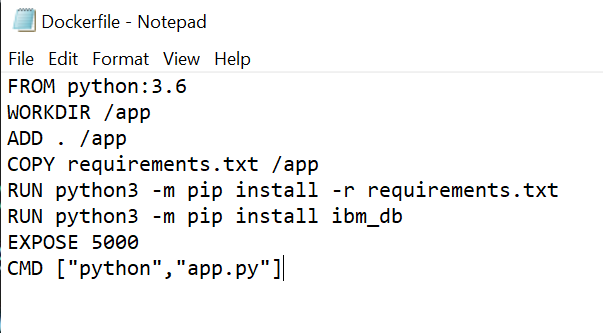 Dockerfile - Notepad
File Edit Format View Help
FROM python:3.6
WORKDIR /app
ADD . /app
COPY requirements.txt /app
RUN python3 -m pip install -r requirements.txt
RUN python3 -m pip install ibm_db
EXPOSE 5000
CMD ["python","app.py"]